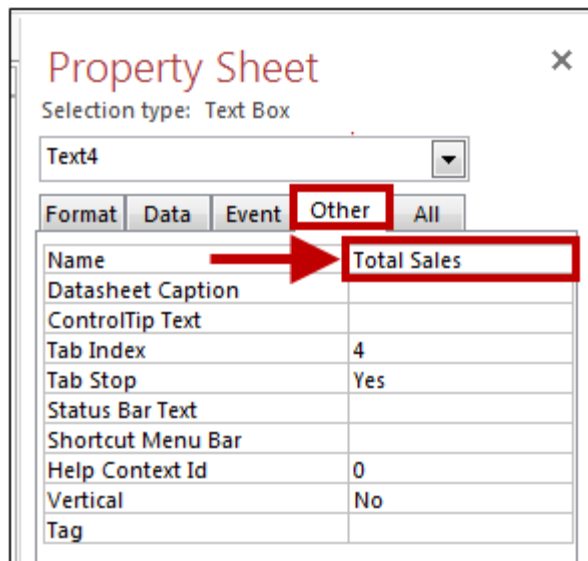 Property Sheet
Selection type: Text Box
Text4
Format Data Event Other All
Name Total Sales
Datasheet Caption
ControlTip Text
Tab Index 4
Tab Stop Yes
Status Bar Text
Shortcut Menu Bar
Help Context Id 0
Vertical No
Tag